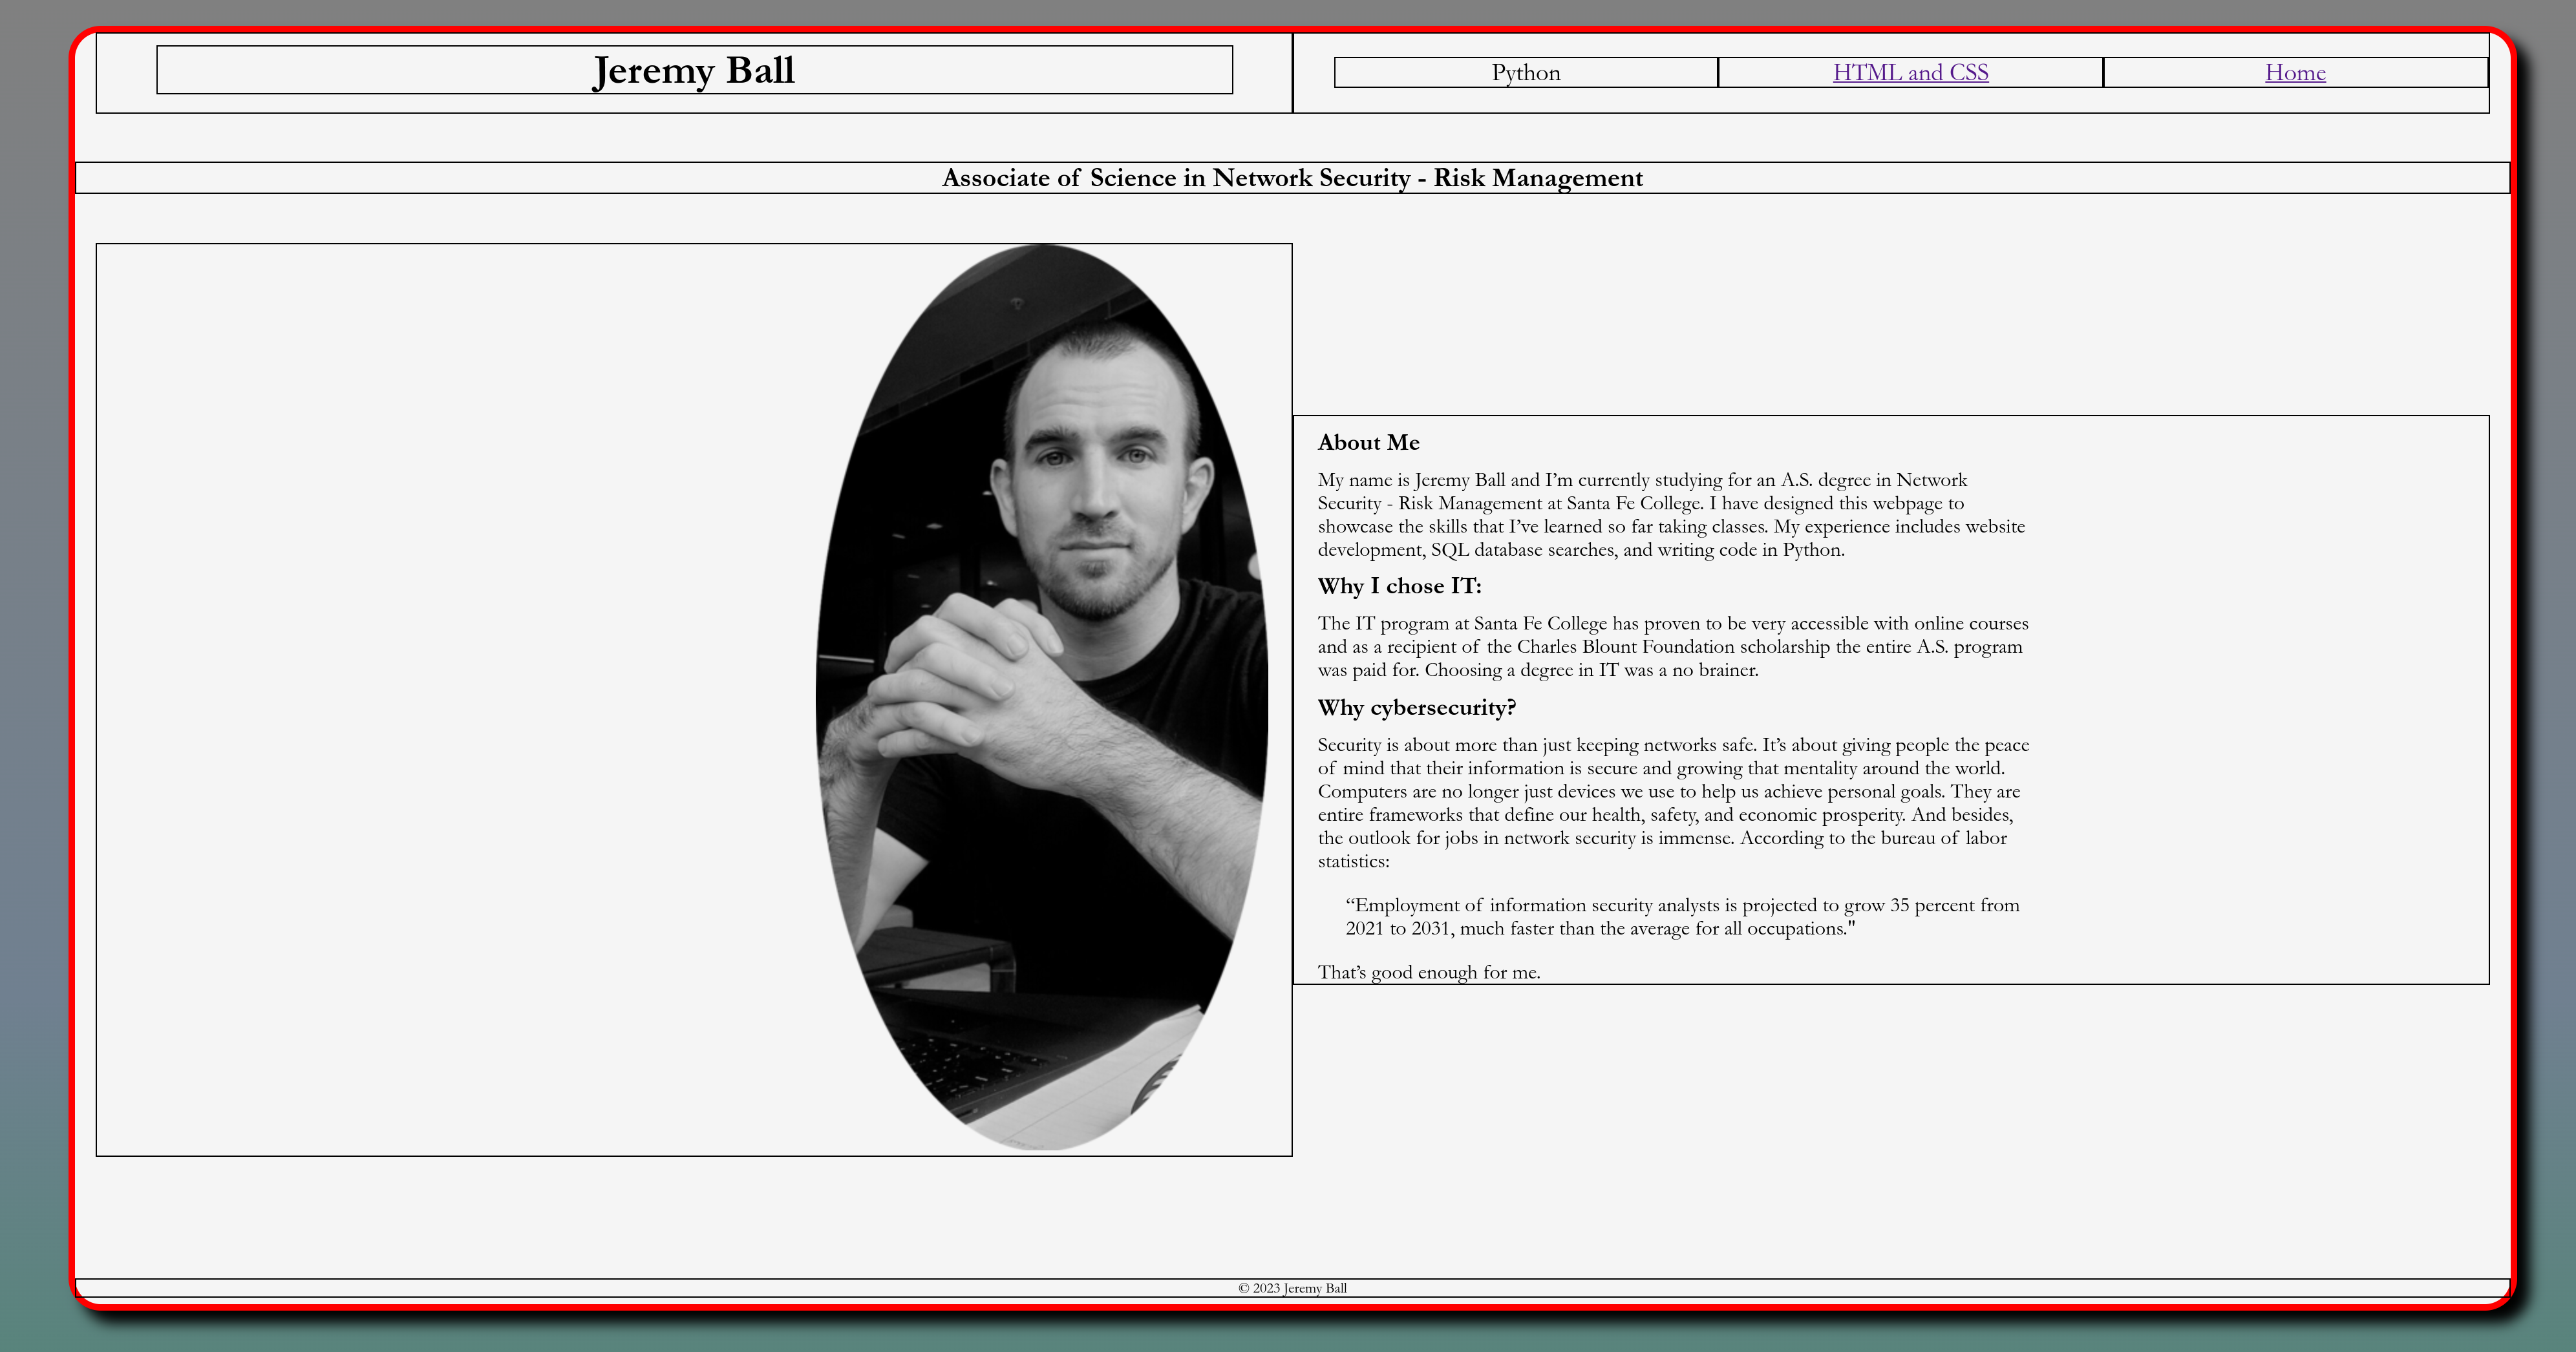 Jeremy Ball
Python
HTML and CSS
Home
Associate of Science in Network Security - Risk Management
About Me
My name is Jeremy Ball and I’m currently studying for an A.S. degree in Network
Security - Risk Management at Santa Fe College. I have designed this webpage to
showcase the skills that I’ve learned so far taking classes. My experience includes website
development, SQL database searches, and writing code in Python.
Why I chose IT:
The IT program at Santa Fe College has proven to be very accessible with online courses
and as a recipient of the Charles Blount Foundation scholarship the entire A.S. program
was paid for. Choosing a degree in IT was a no brainer.
Why cybersecurity?
Security is about more than just keeping networks safe. It’s about giving people the peace
of mind that their information is secure and growing that mentality around the world.
Computers are no longer just devices we use to help us achieve personal goals. They are
entire frameworks that define our health, safety, and economic prosperity. And besides,
the outlook for jobs in network security is immense. According to the bureau of labor
statistics:
“Employment of information security analysts is projected to grow 35 percent from
2021 to 2031, much faster than the average for all occupations."
That’s good enough for me.
© 2023 Jeremy Ball